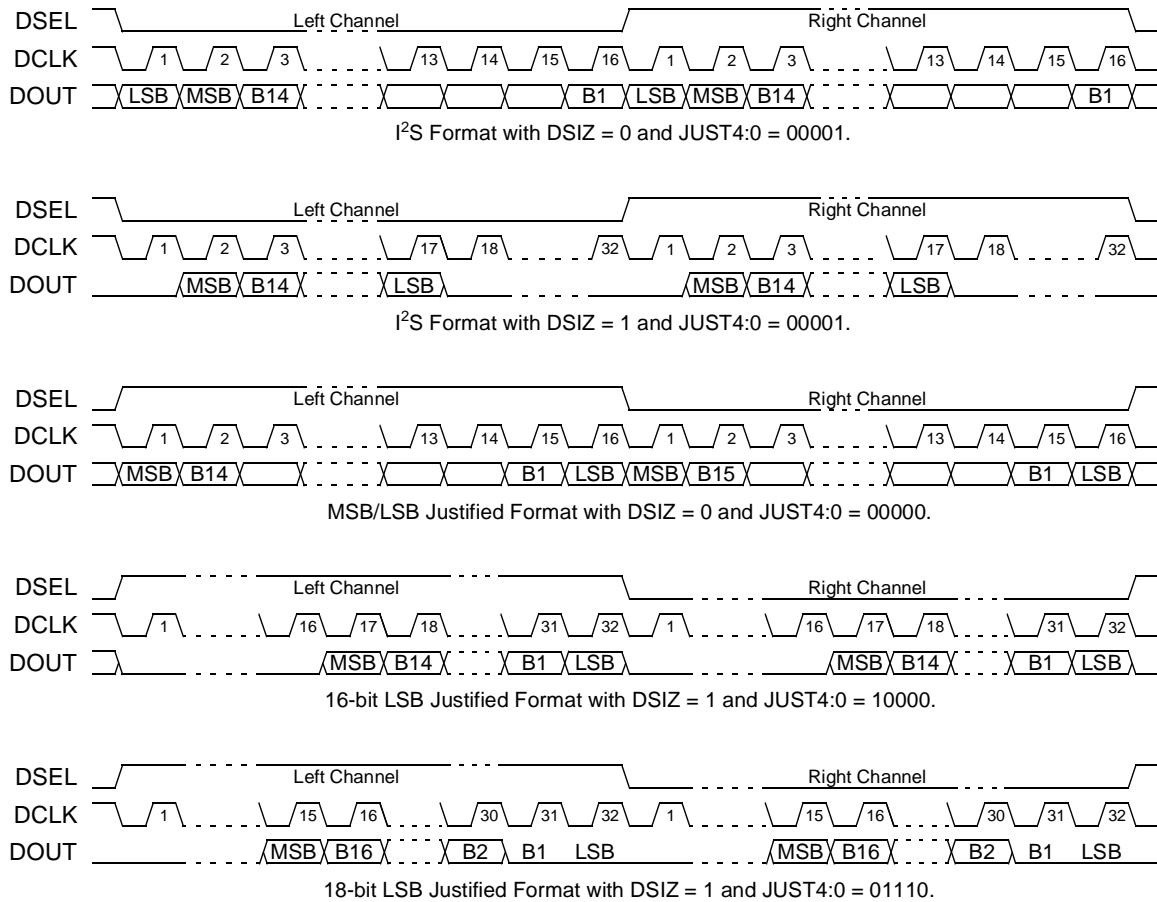 DSEL Left Channel Right Channel
DCLK 1 2 3 13 14 15 16 1 2 3 13 14 15 16
DOUT LSB MSB B14 B1 LSB MSB B14 B1
I²S Format with DSIZ = 0 and JUST4:0 = 00001.
DSEL Left Channel Right Channel
DCLK 1 2 3 17 18 32 1 2 3 17 18 32
DOUT MSB B14 LSB MSB B14 LSB
I²S Format with DSIZ = 1 and JUST4:0 = 00001.
DSEL Left Channel Right Channel
DCLK 1 2 3 13 14 15 16 1 2 3 13 14 15 16
DOUT MSB B14 B1 LSB MSB B15 B1 LSB
MSB/LSB Justified Format with DSIZ = 0 and JUST4:0 = 00000.
DSEL Left Channel Right Channel
DCLK 1 16 17 18 31 32 1 16 17 18 31 32
DOUT MSB B14 B1 LSB MSB B14 B1 LSB
16-bit LSB Justified Format with DSIZ = 1 and JUST4:0 = 10000.
DSEL Left Channel Right Channel
DCLK 1 15 16 30 31 32 1 15 16 30 31 32
DOUT MSB B16 B2 B1 LSB MSB B16 B2 B1 LSB
18-bit LSB Justified Format with DSIZ = 1 and JUST4:0 = 01110.